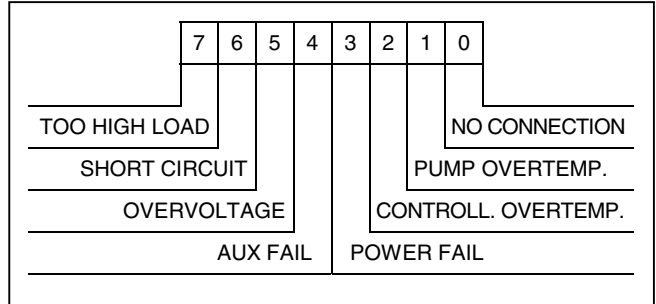 7 6 5 4 3 2 1 0
TOO HIGH LOAD NO CONNECTION
SHORT CIRCUIT PUMP OVERTEMP.
OVERVOLTAGE CONTROLL. OVERTEMP.
AUX FAIL POWER FAIL